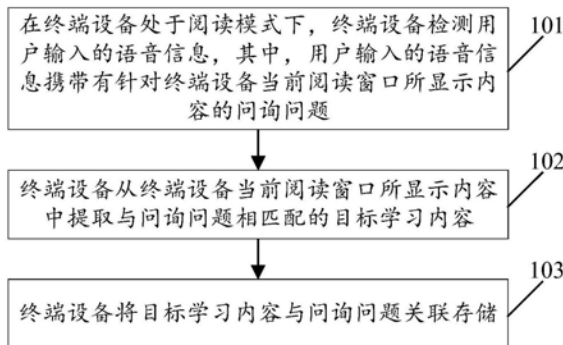 在终端设备处于阅读模式下，终端设备检测用
户输入的语音信息，其中，用户输入的语音信
息携带有针对终端设备当前阅读窗口所显示内
容的问询问题
101
终端设备从终端设备当前阅读窗口所显示内容
中提取与问询问题相匹配的目标学习内容
102
终端设备将目标学习内容与问询问题关联存储
103